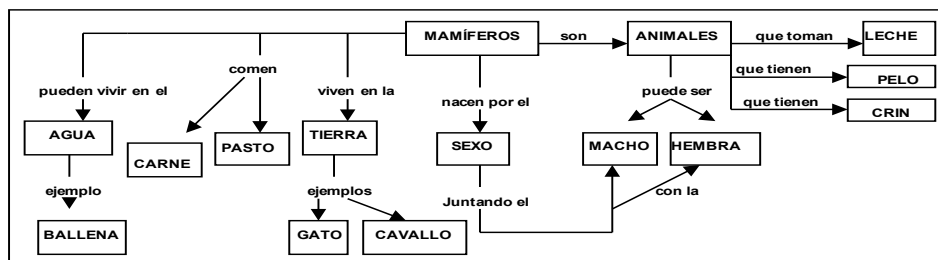 MAMÍFEROS son ANIMALES que toman LECHE
comen que tienen PELO
pueden vivir en el viven en la nacen por el puede ser
que tienen CRIN
AGUA CARNE PASTO TIERRA SEXO MACHO HEMBRA
ejemplo ejemplos Juntando el con la
BALLENA GATO CAVALLO